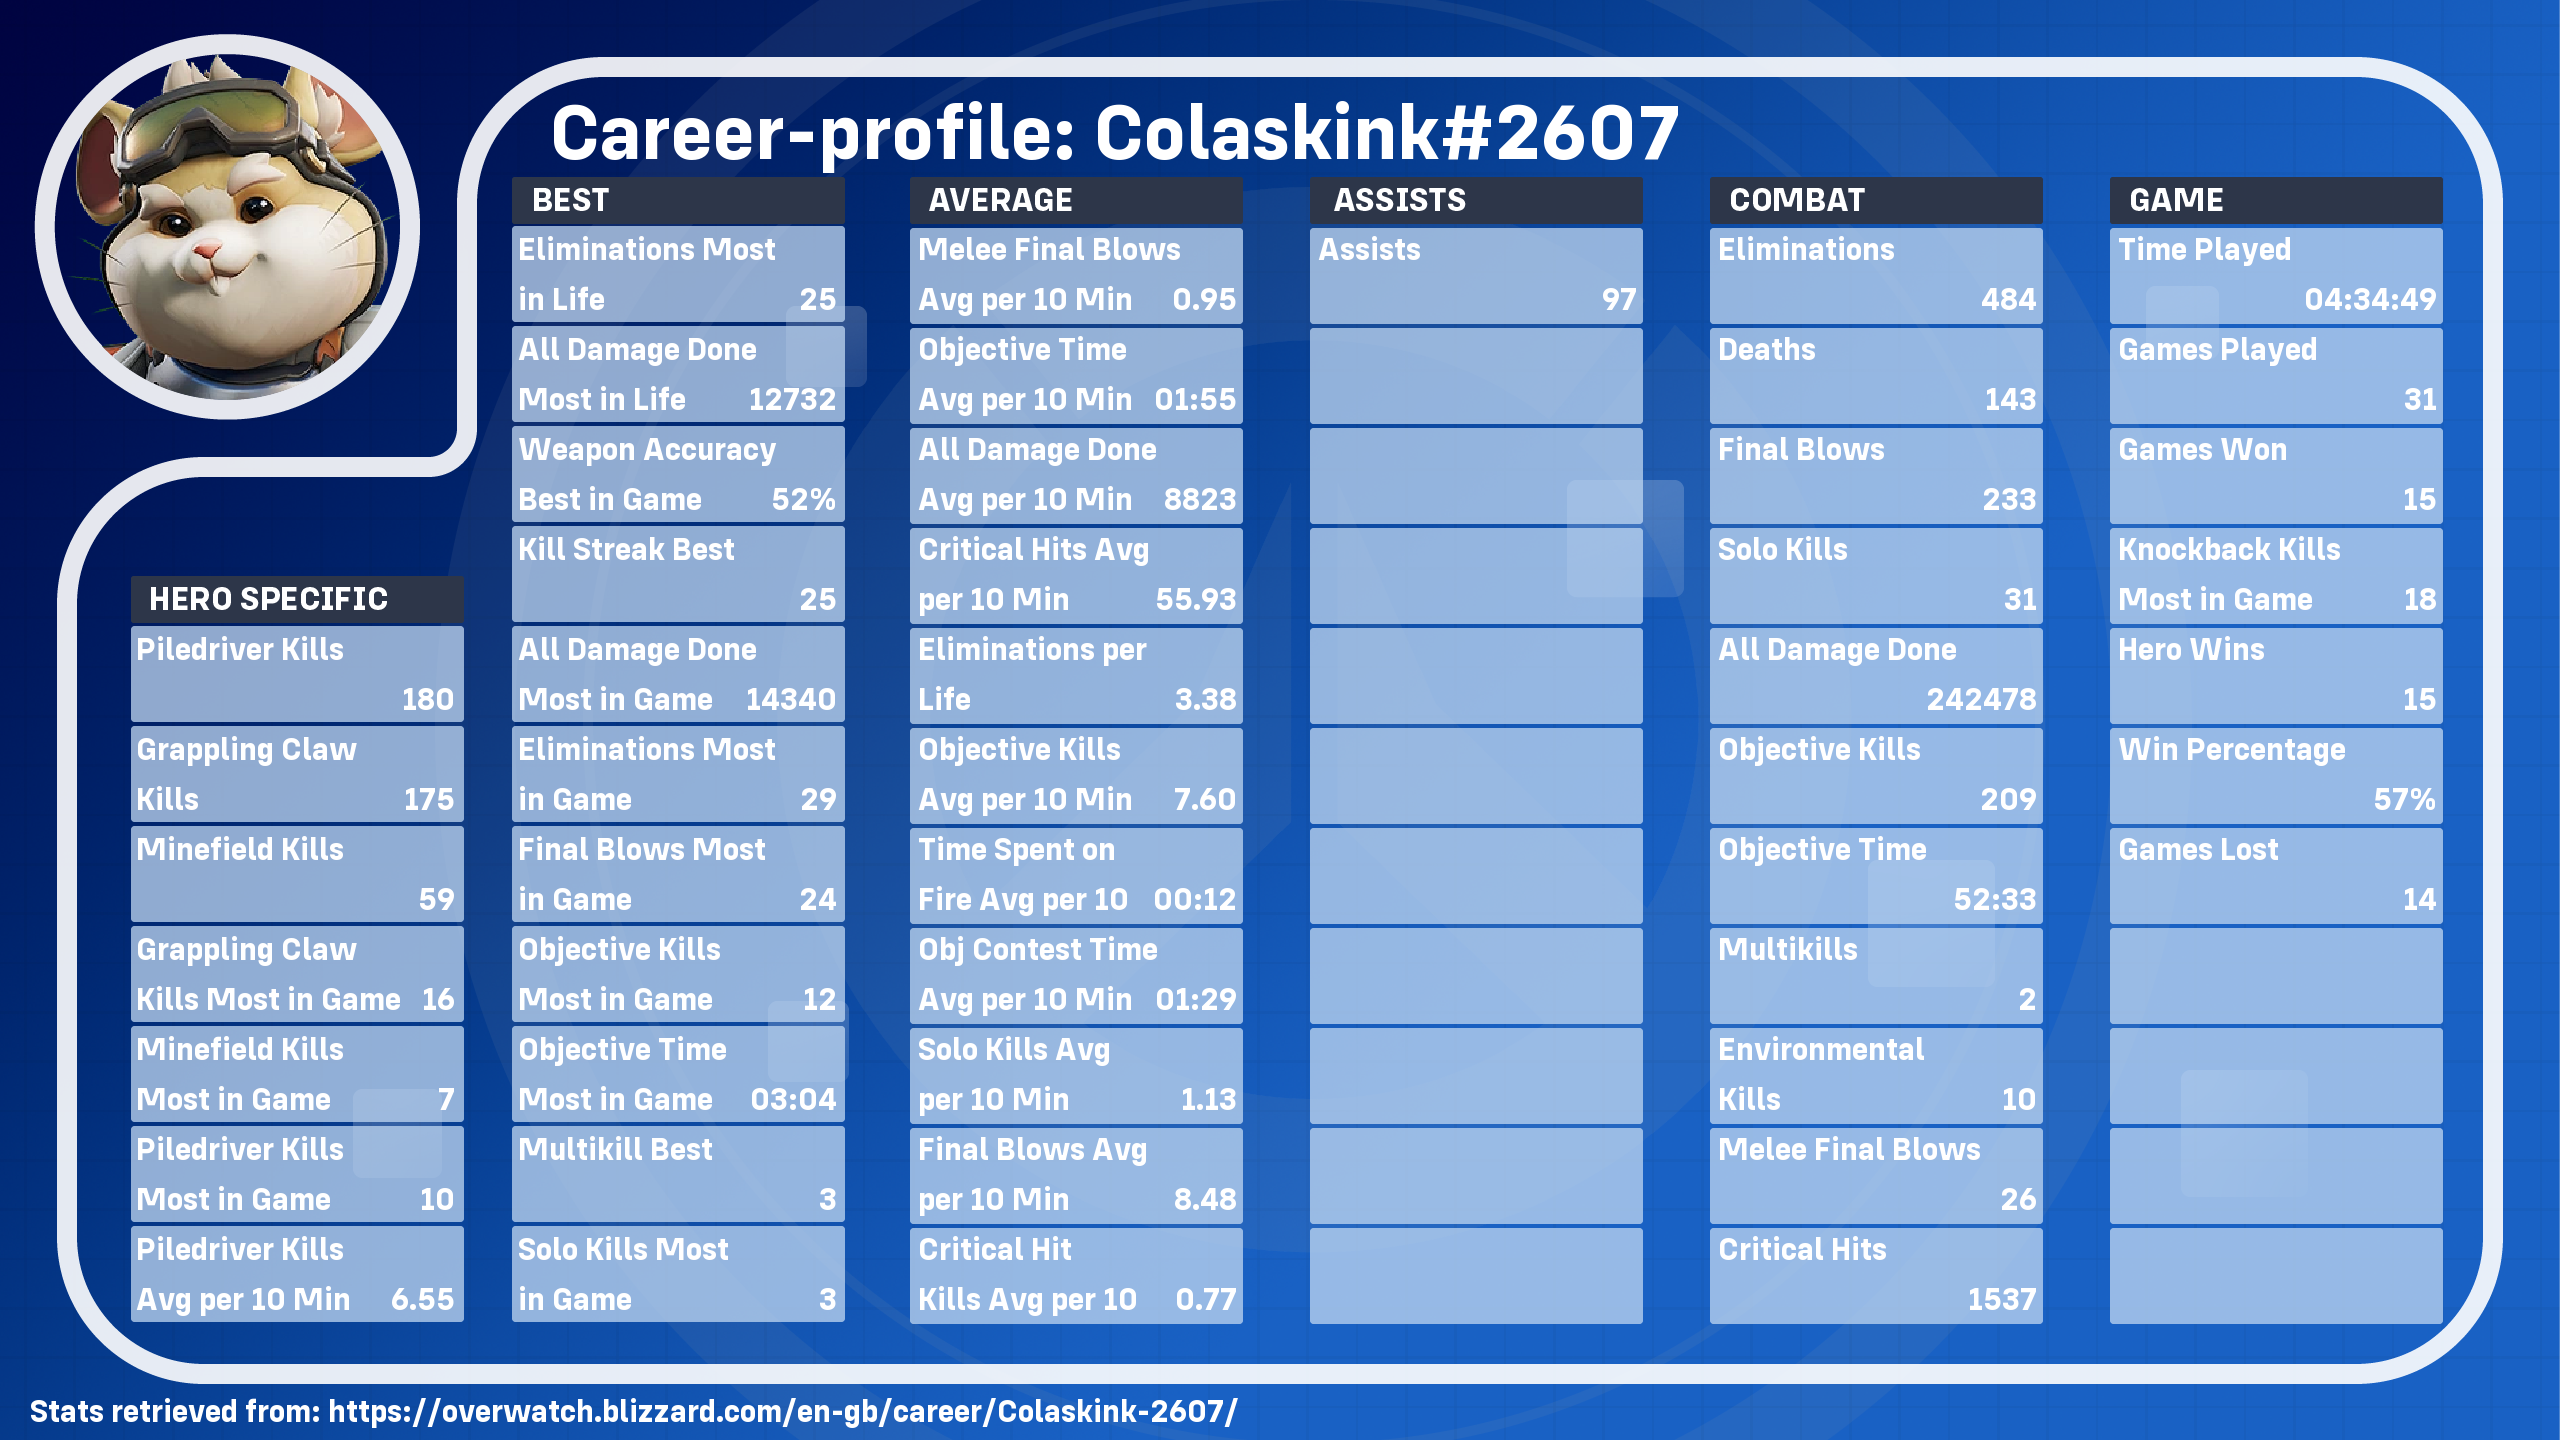 Career-profile: Colaskink#2607
HERO SPECIFIC
Piledriver Kills
180
Grappling Claw
Kills 175
Minefield Kills
59
Grappling Claw
Kills Most in Game 16
Minefield Kills
Most in Game 7
Piledriver Kills
Most in Game 10
Piledriver Kills
Avg per 10 Min 6.55
BEST
Eliminations Most
in Life 25
All Damage Done
Most in Life 12732
Weapon Accuracy
Best in Game 52%
Kill Streak Best
25
All Damage Done
Most in Game 14340
Eliminations Most
in Game 29
Final Blows Most
in Game 24
Objective Kills
Most in Game 12
Objective Time
Most in Game 03:04
Multikill Best
3
Solo Kills Most
in Game 3
AVERAGE
Melee Final Blows
Avg per 10 Min 0.95
Objective Time
Avg per 10 Min 01:55
All Damage Done
Avg per 10 Min 8823
Critical Hits Avg
per 10 Min 55.93
Eliminations per
Life 3.38
Objective Kills
Avg per 10 Min 7.60
Time Spent on
Fire Avg per 10 00:12
Obj Contest Time
Avg per 10 Min 01:29
Solo Kills Avg
per 10 Min 1.13
Final Blows Avg
per 10 Min 8.48
Critical Hit
Kills Avg per 10 0.77
ASSISTS
Assists
97
COMBAT
Eliminations
484
Deaths
143
Final Blows
233
Solo Kills
31
All Damage Done
242478
Objective Kills
209
Objective Time
52:33
Multikills
2
Environmental
Kills 10
Melee Final Blows
26
Critical Hits
1537
GAME
Time Played
04:34:49
Games Played
31
Games Won
15
Knockback Kills
Most in Game 18
Hero Wins
15
Win Percentage
57%
Games Lost
14
Stats retrieved from: https://overwatch.blizzard.com/en-gb/career/Colaskink-2607/